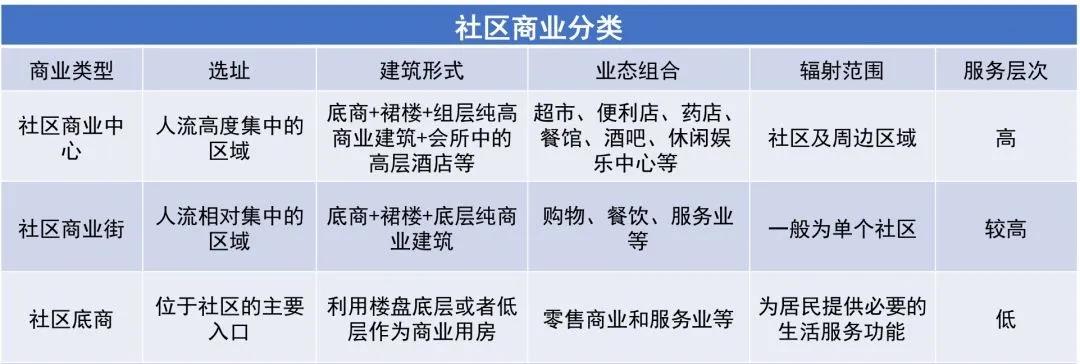 社区商业分类
商业类型 选址 建筑形式 业态组合 辐射范围 服务层次
社区商业中
心
人流高度集中的
区域
底商+裙楼+组层纯高
商业建筑+会所中的
高层酒店等
超市、便利店、药店、
餐馆、酒吧、休闲娱
乐中心等
社区及周边区域
高
社区商业街
人流相对集中的
区域
底商+裙楼+底层纯商
业建筑
购物、餐饮、服务业
等
一般为单个社区
较高
社区底商
位于社区的主要
入口
利用楼盘底层或者低
层作为商业用房
零售商业和服务业等
为居民提供必要的
生活服务功能
低